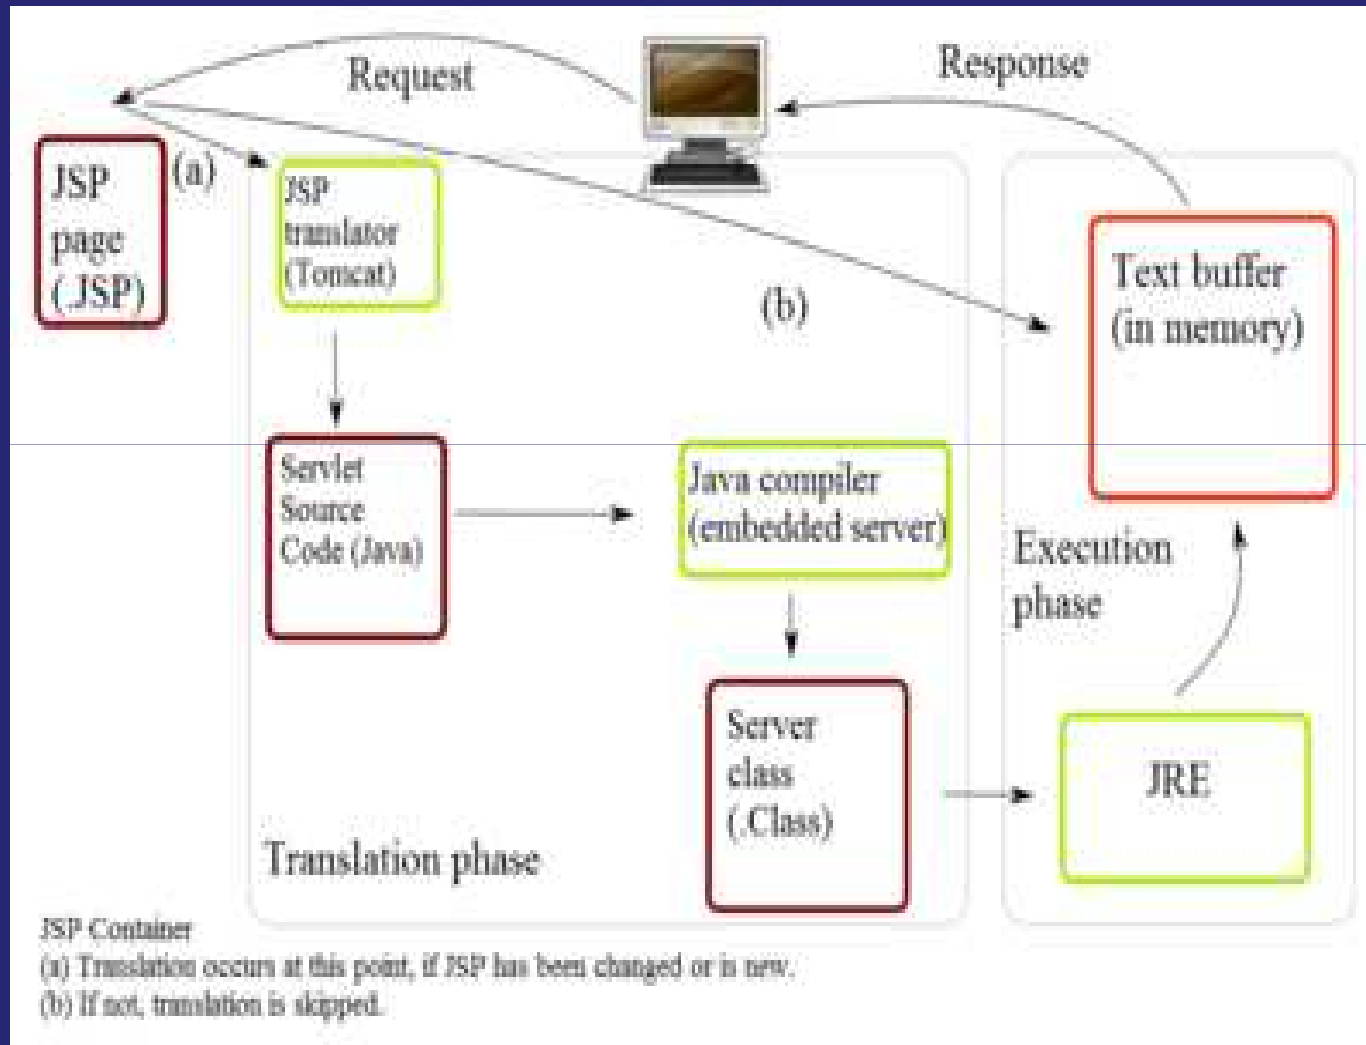 Request
Response
JSP
page
(.JSP)
(a)
JSP
translator
(Tomcat)
(b)
Text buffer
(in memory)
Servlet
Source
Code (Java)
Java compiler
(embedded server)
Execution
phase
Server
class
(.Class)
JRE
Translation phase
JSP Container
(a) Translation occurs at this point, if JSP has been changed or is new.
(b) If not, translation is skipped.